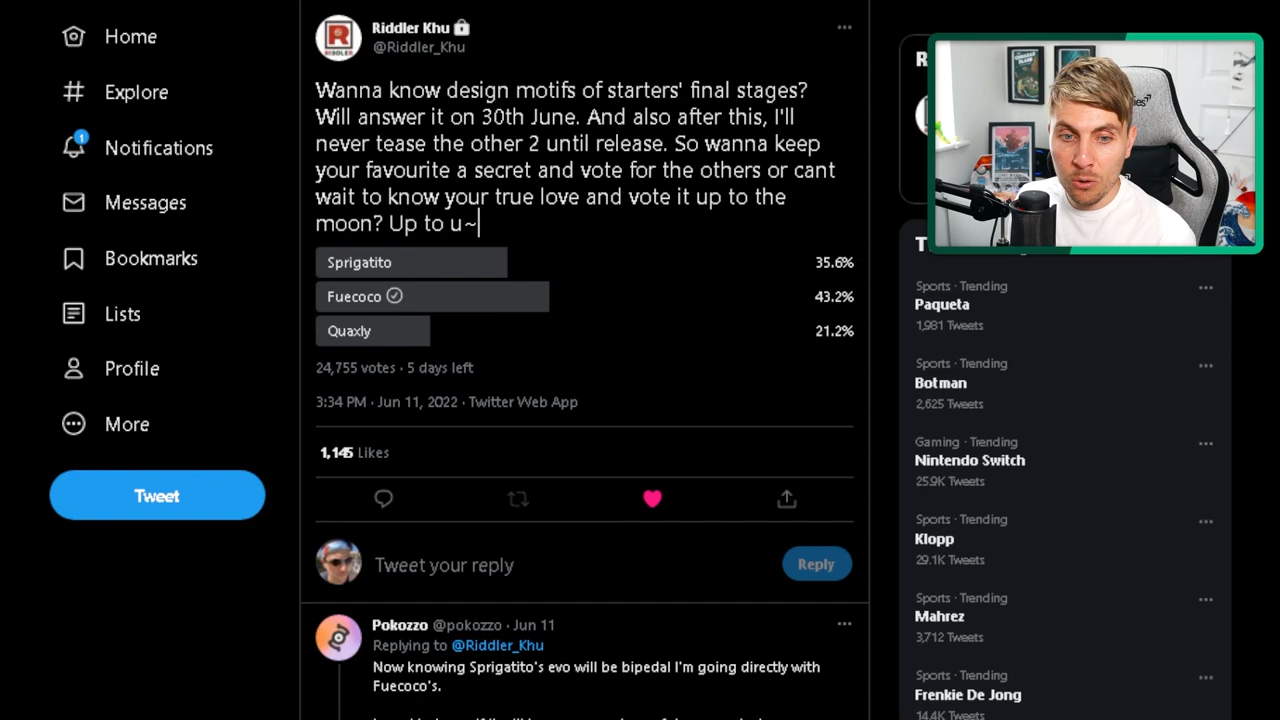 Home
Explore
1
Notifications
Messages
Bookmarks
Lists
Profile
More
Tweet
Riddler Khu
@Riddler_Khu
Wanna know design motifs of starters' final stages?
Will answer it on 30th June. And also after this, I'll
never tease the other 2 until release. So wanna keep
your favourite a secret and vote for the others or cant
wait to know your true love and vote it up to the
moon? Up to u~
Sprigatito 35.6%
Fuecoco 43.2%
Quaxly 21.2%
24,755 votes · 5 days left
3:34 PM · Jun 11, 2022 · Twitter Web App
1,145 Likes
Tweet your reply
Reply
Pokozzo @pokozzo · Jun 11
Replying to @Riddler_Khu
Now knowing Sprigatito's evo will be bipedal I'm going directly with
Fuecoco's.
Sports · Trending
Paqueta
1,981 Tweets
Sports · Trending
Botman
2,625 Tweets
Gaming · Trending
Nintendo Switch
25.9K Tweets
Sports · Trending
Klopp
29.1K Tweets
Sports · Trending
Mahrez
3,712 Tweets
Sports · Trending
Frenkie De Jong
14.4K Tweets